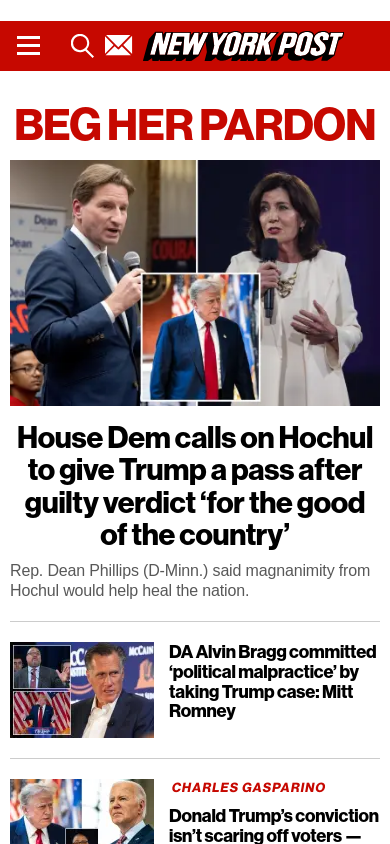 NEW YORK POST
BEG HER PARDON
Dean
COURA
House Dem calls on Hochul
to give Trump a pass after
guilty verdict ‘for the good
of the country’
Rep. Dean Phillips (D-Minn.) said magnanimity from
Hochul would help heal the nation.
McCAIN
DA Alvin Bragg committed
‘political malpractice’ by
taking Trump case: Mitt
Romney
CHARLES GASPARINO
Donald Trump’s conviction
isn’t scaring off voters —